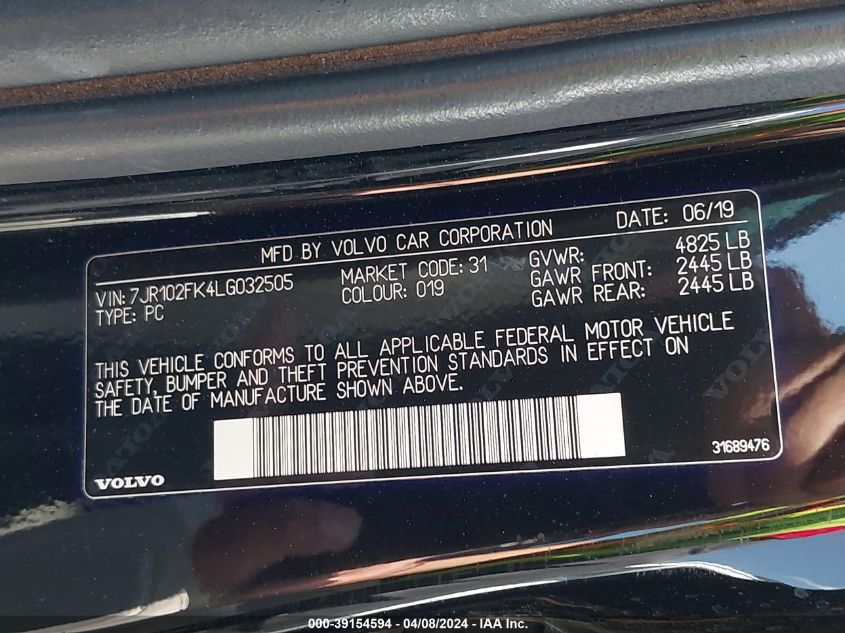 MFD BY VOLVO CAR CORPORATION DATE: 06/19
VIN: 7JR102FK4LG032505 MARKET CODE: 31 GVWR: 4825 LB
TYPE: PC COLOUR: 019 GAWR FRONT: 2445 LB
GAWR REAR: 2445 LB
THIS VEHICLE CONFORMS TO ALL APPLICABLE FEDERAL MOTOR VEHICLE
SAFETY, BUMPER AND THEFT PREVENTION STANDARDS IN EFFECT ON
THE DATE OF MANUFACTURE SHOWN ABOVE.
31689476
VOLVO
000-39154594 - 04/08/2024 - IAA Inc.